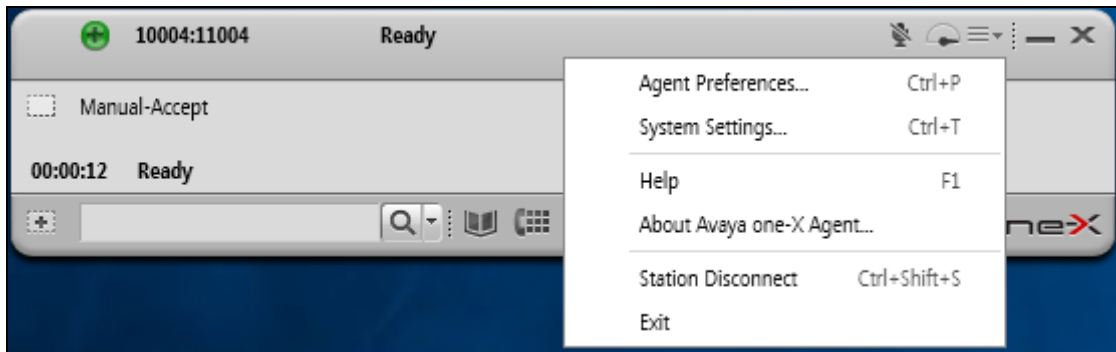 10004:11004 Ready
Agent Preferences... Ctrl+P
System Settings... Ctrl+T
Help F1
About Avaya one-X Agent...
Station Disconnect Ctrl+Shift+S
Exit
Manual-Accept
00:00:12 Ready
ne-X